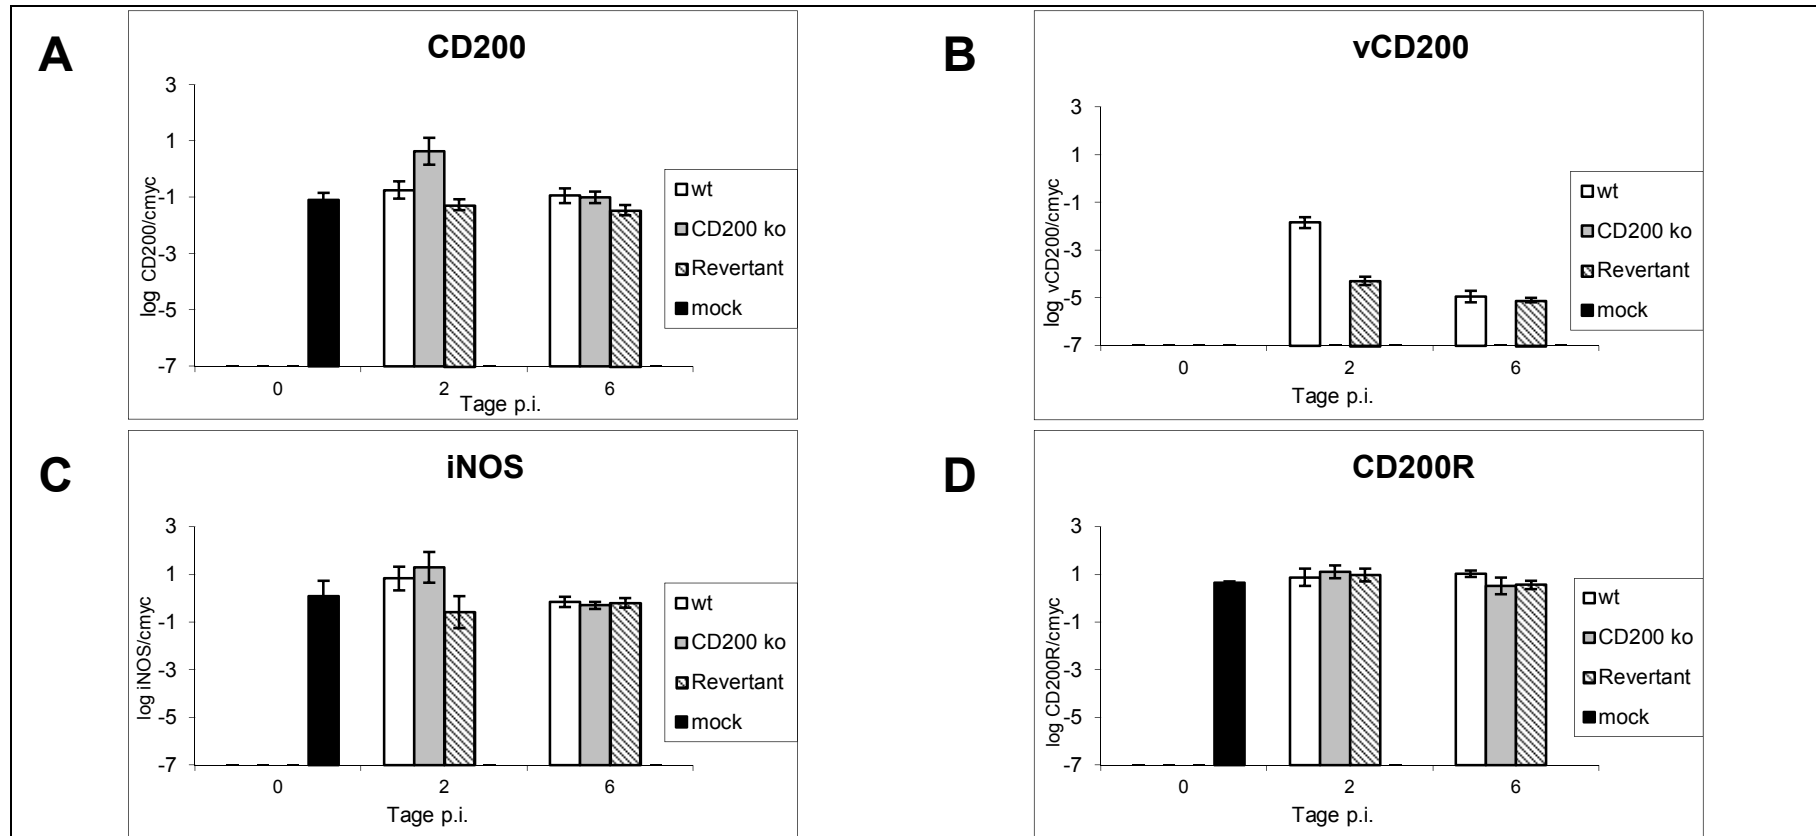 A
CD200
3
1
-1
-3
-5
-7
log CD200/cmyc
0
2
6
Tage p.i.
wt
CD200 ko
Revertant
mock
B
vCD200
3
1
-1
-3
-5
-7
log vCD200/cmyc
0
2
6
Tage p.i.
wt
CD200 ko
Revertant
mock
C
iNOS
3
1
-1
-3
-5
-7
log iNOS/cmyc
0
2
6
Tage p.i.
wt
CD200 ko
Revertant
mock
D
CD200R
3
1
-1
-3
-5
-7
log CD200R/cmyc
0
2
6
Tage p.i.
wt
CD200 ko
Revertant
mock